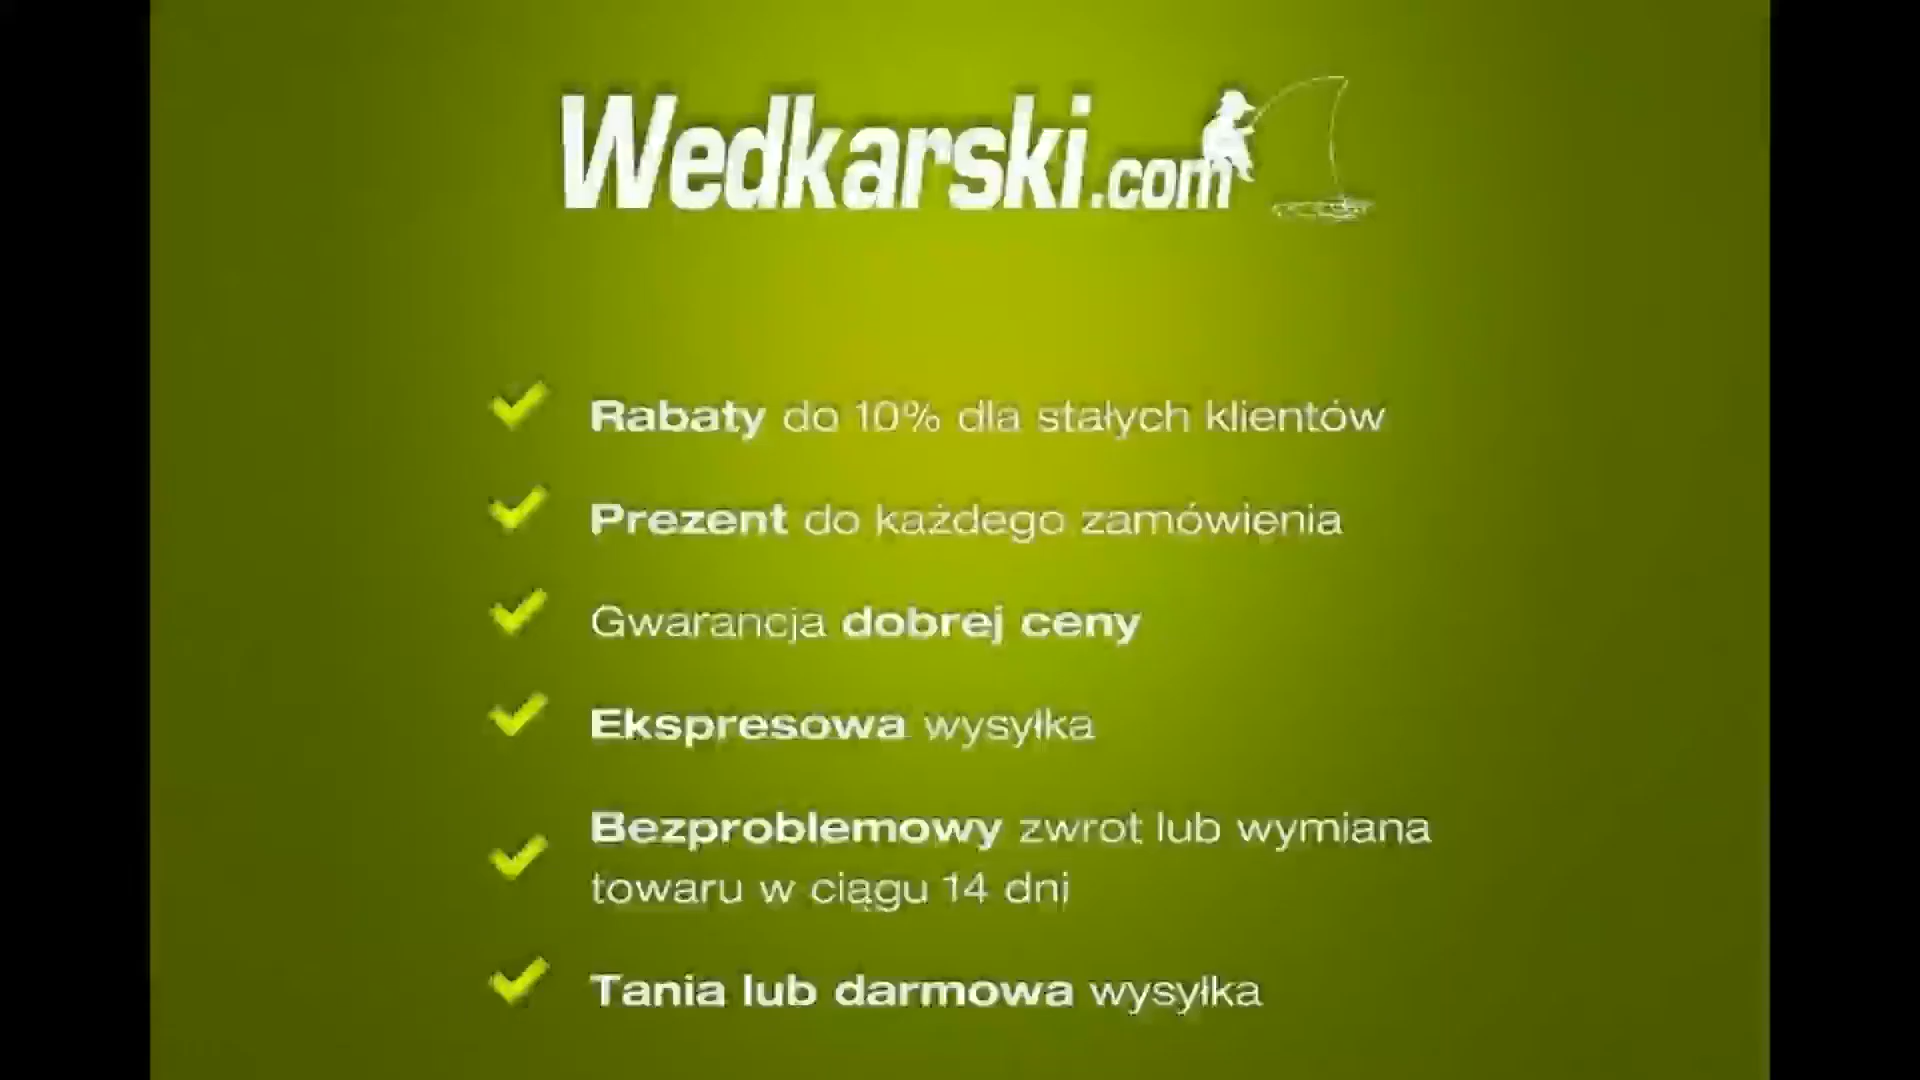 Wedkarski.com
Rabaty do 10% dla stałych klientów
Prezent do każdego zamówienia
Gwarancja dobrej ceny
Ekspresowa wysyłka
Bezproblemowy zwrot lub wymiana
towaru w ciągu 14 dni
Tania lub darmowa wysyłka